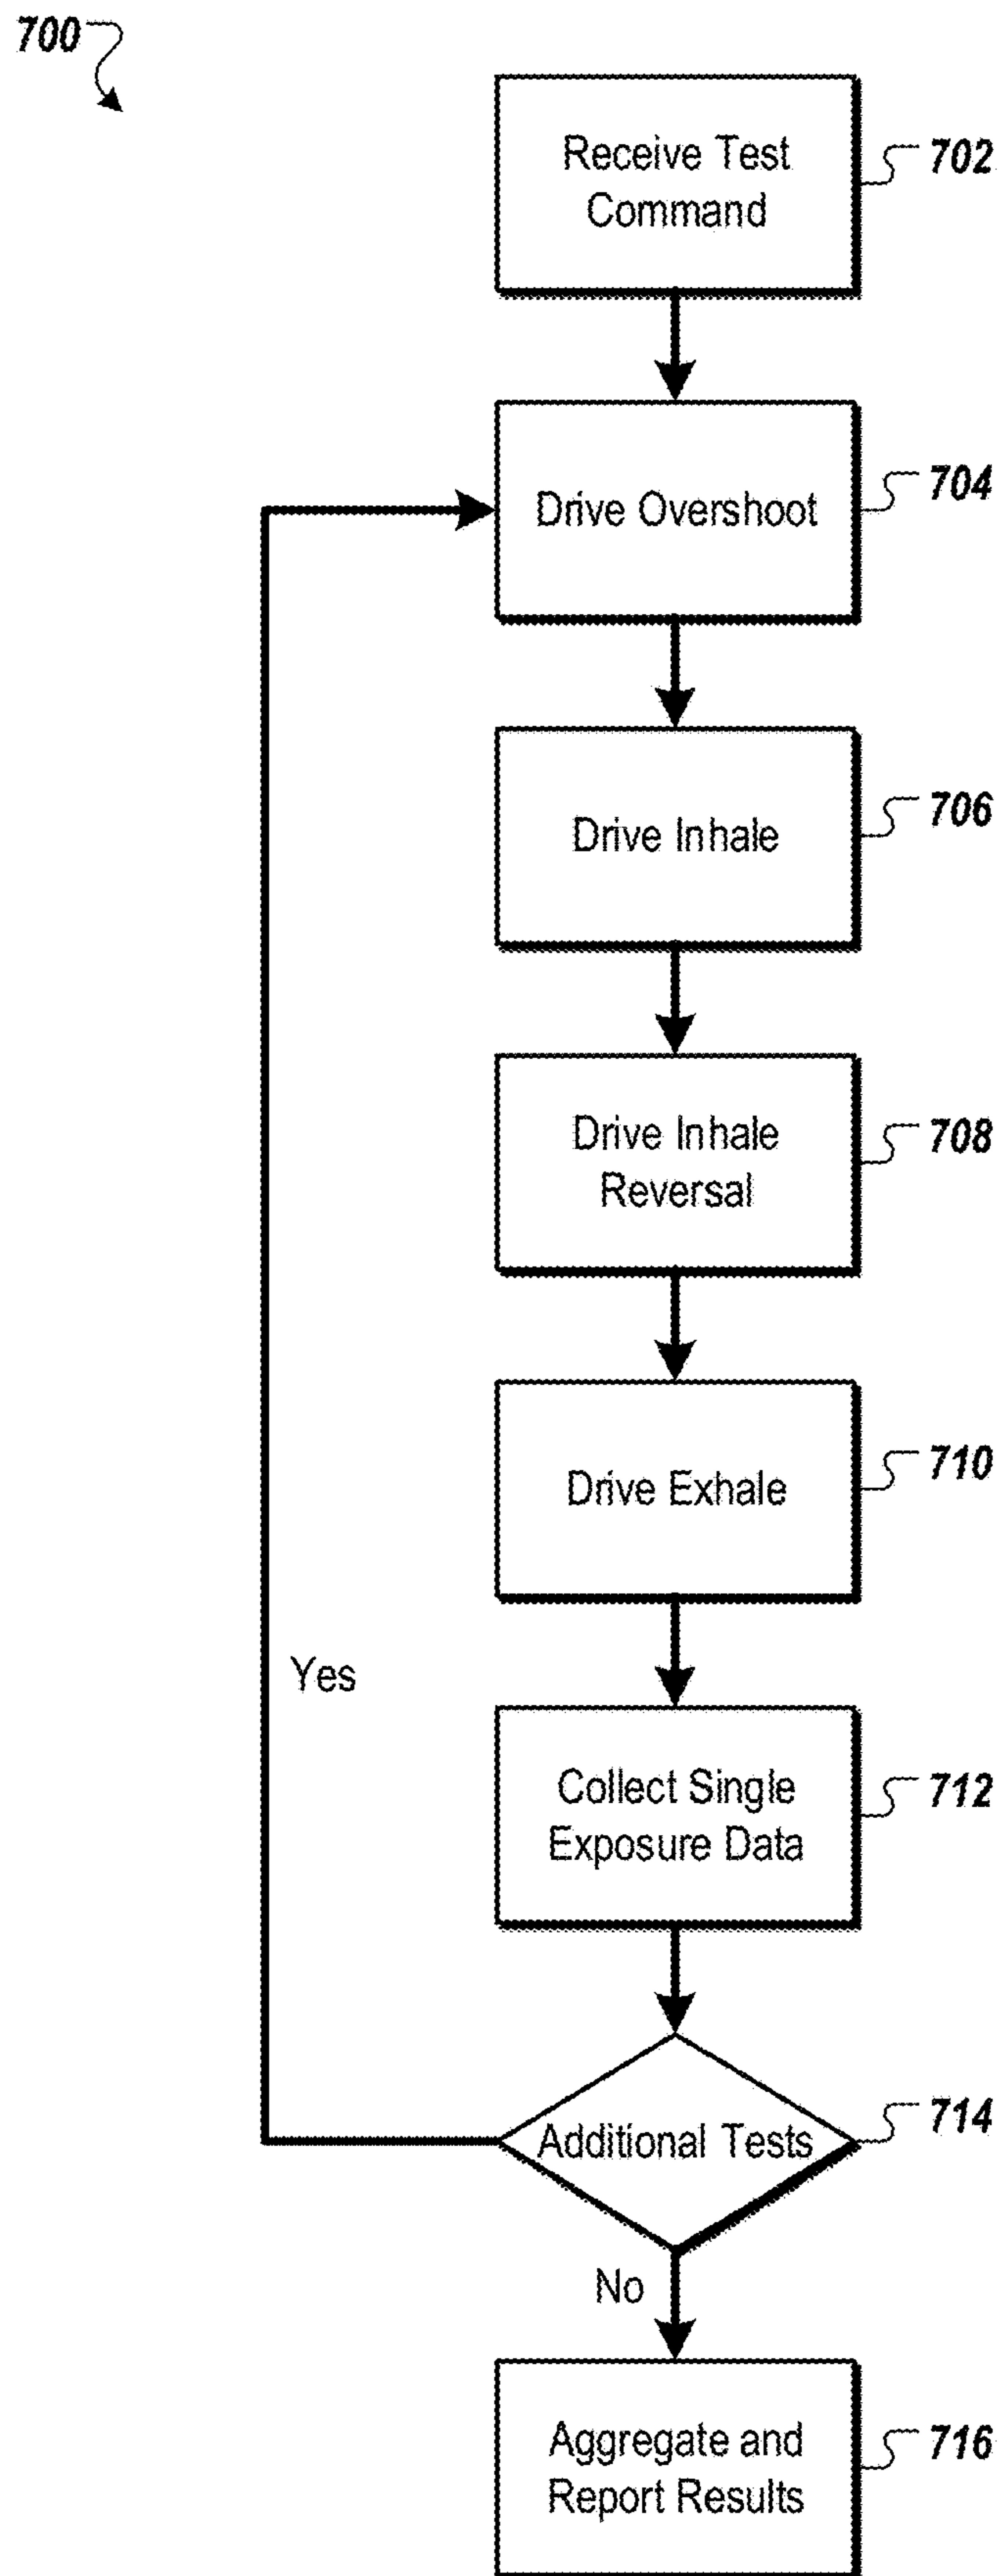 700
Receive Test
Command
702
Drive Overshoot
704
Drive Inhale
706
Drive Inhale
Reversal
708
Drive Exhale
710
Yes
Collect Single
Exposure Data
712
Additional Tests
714
No
Aggregate and
Report Results
716